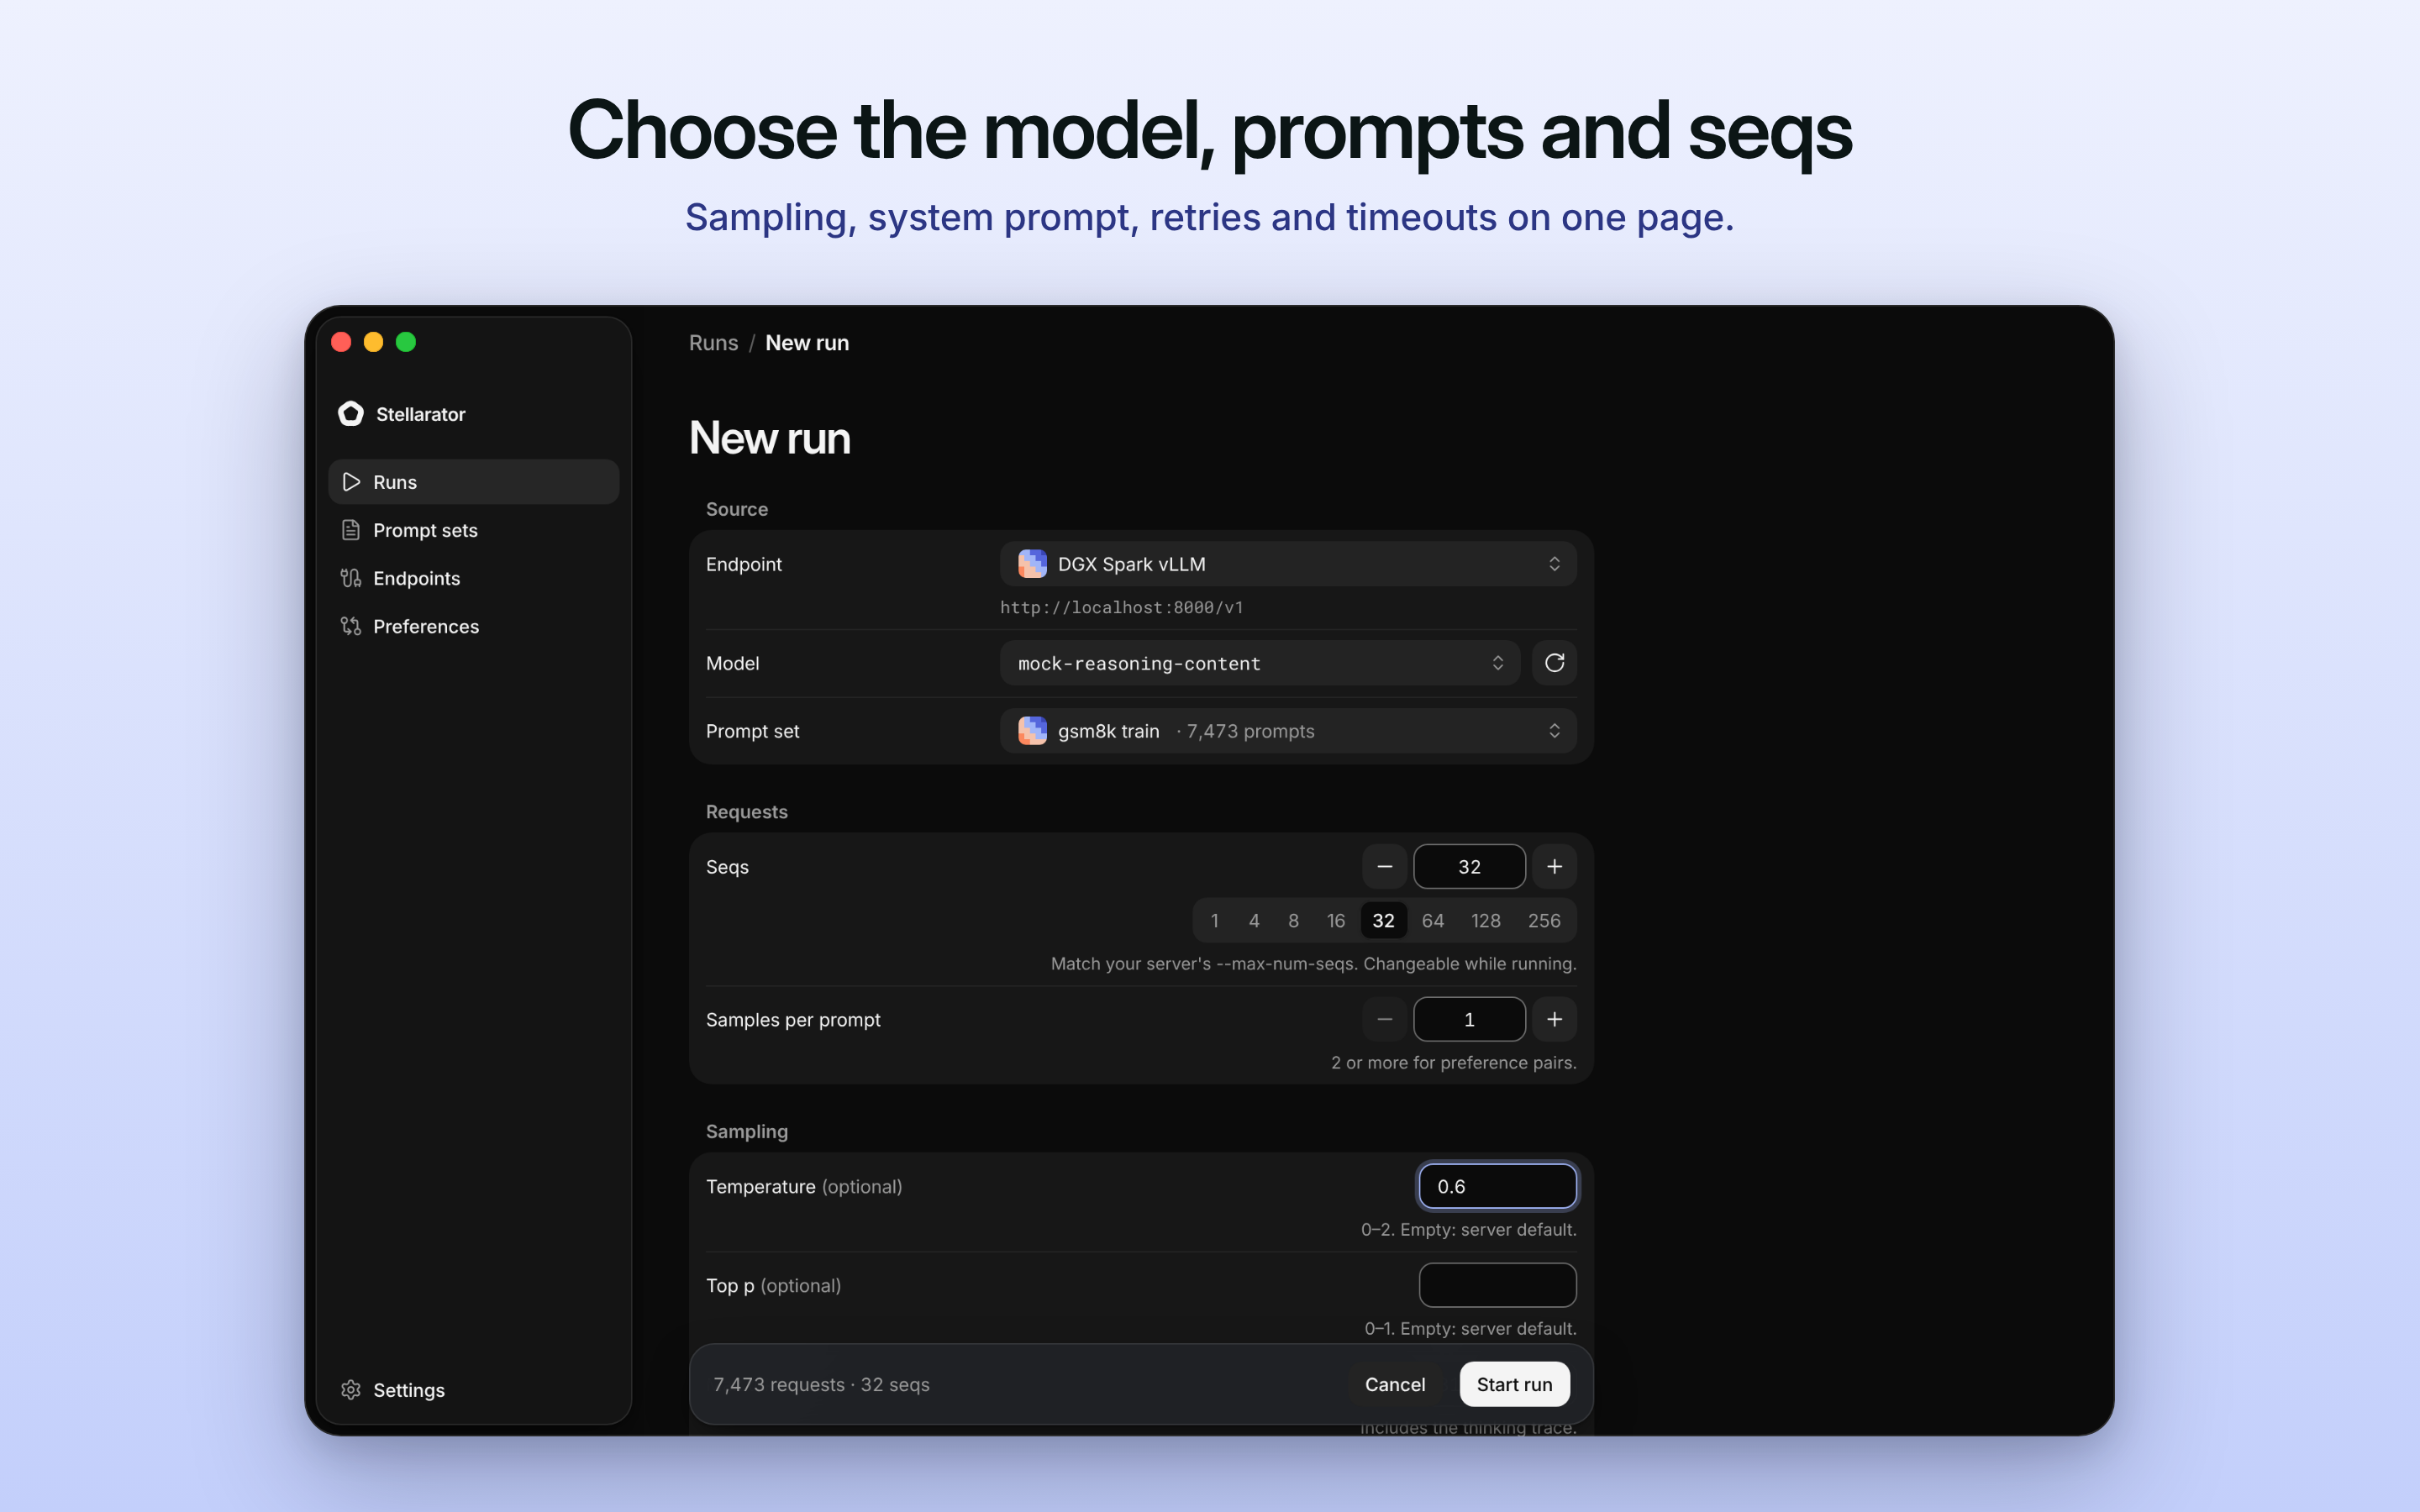 Choose the model, prompts and seqs
Sampling, system prompt, retries and timeouts on one page.
Stellarator
Runs
Prompt sets
Endpoints
Preferences
Settings
Runs / New run
New run
Source
Endpoint
DGX Spark vLLM
http://localhost:8000/v1
Model
mock-reasoning-content
Prompt set
gsm8k train · 7,473 prompts
Requests
Seqs
32
1 4 8 16 32 64 128 256
Match your server's --max-num-seqs. Changeable while running.
Samples per prompt
1
2 or more for preference pairs.
Sampling
Temperature (optional)
0.6
0–2. Empty: server default.
Top p (optional)
0–1. Empty: server default.
7,473 requests · 32 seqs
Cancel
Start run
Includes the thinking trace.